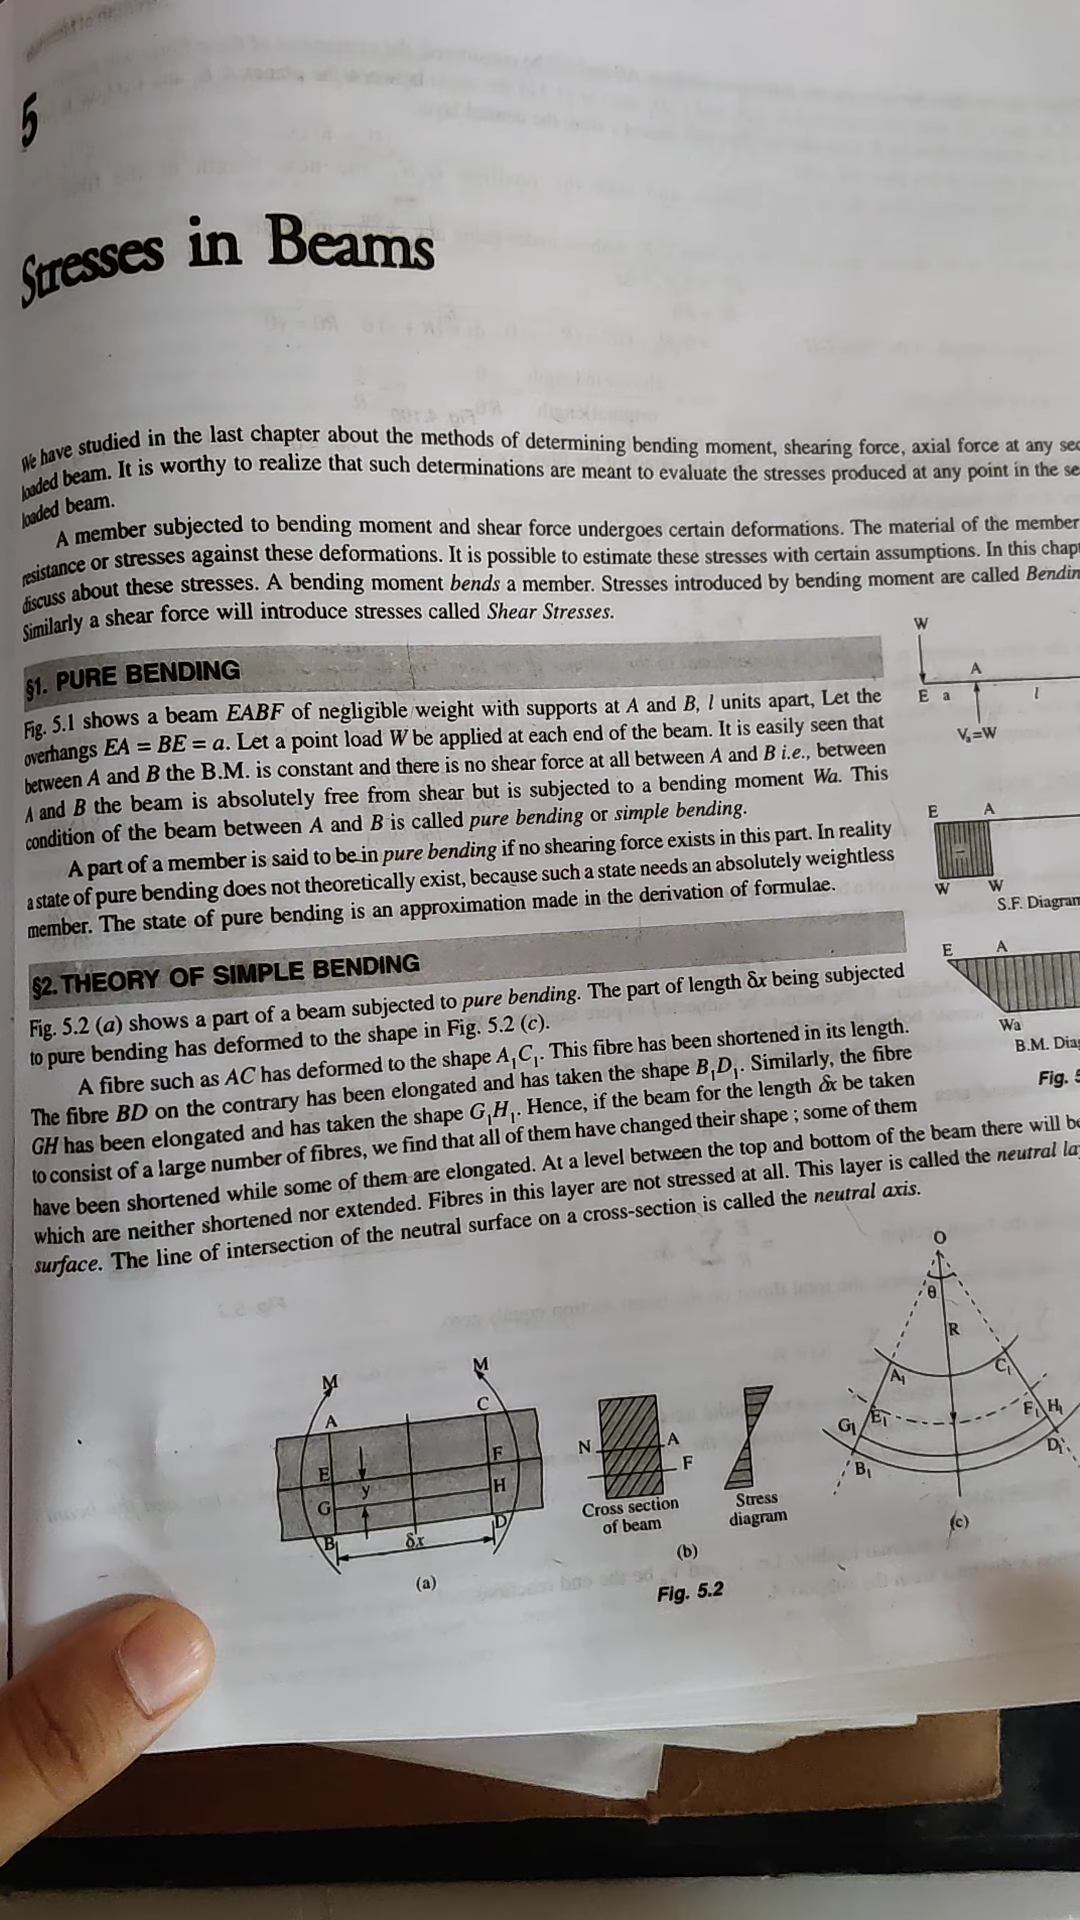 5
Stresses in Beams
We have studied in the last chapter about the methods of determining bending moment, shearing force, axial force at any sec
loaded beam. It is worthy to realize that such determinations are meant to evaluate the stresses produced at any point in the se
loaded beam.
A member subjected to bending moment and shear force undergoes certain deformations. The material of the member
resistance or stresses against these deformations. It is possible to estimate these stresses with certain assumptions. In this chap
discuss about these stresses. A bending moment bends a member. Stresses introduced by bending moment are called Bendin
Similarly a shear force will introduce stresses called Shear Stresses.
§1. PURE BENDING
Fig. 5.1 shows a beam EABF of negligible weight with supports at A and B, l units apart, Let the
overhangs EA = BE = a. Let a point load W be applied at each end of the beam. It is easily seen that
between A and B the B.M. is constant and there is no shear force at all between A and B i.e., between
A and B the beam is absolutely free from shear but is subjected to a bending moment Wa. This
condition of the beam between A and B is called pure bending or simple bending.
A part of a member is said to be in pure bending if no shearing force exists in this part. In reality
a state of pure bending does not theoretically exist, because such a state needs an absolutely weightless
member. The state of pure bending is an approximation made in the derivation of formulae.
W
A
E a l
Vₐ=W
E A
W W
S.F. Diagram
E A
Wa
B.M. Dia
Fig. 5
§2. THEORY OF SIMPLE BENDING
Fig. 5.2 (a) shows a part of a beam subjected to pure bending. The part of length δx being subjected
to pure bending has deformed to the shape in Fig. 5.2 (c).
A fibre such as AC has deformed to the shape A₁C₁. This fibre has been shortened in its length.
The fibre BD on the contrary has been elongated and has taken the shape B₁D₁. Similarly, the fibre
GH has been elongated and has taken the shape G₁H₁. Hence, if the beam for the length δx be taken
to consist of a large number of fibres, we find that all of them have changed their shape ; some of them
have been shortened while some of them are elongated. At a level between the top and bottom of the beam there will be
which are neither shortened nor extended. Fibres in this layer are not stressed at all. This layer is called the neutral la
surface. The line of intersection of the neutral surface on a cross-section is called the neutral axis.
M M
A C
E F
y
G H
B D
δx
(a)
N A
F
Cross section
of beam
Stress
diagram
(b)
O
θ
R
A₁ C₁
G₁ E₁ F₁ H₁
B₁ D₁
(c)
Fig. 5.2